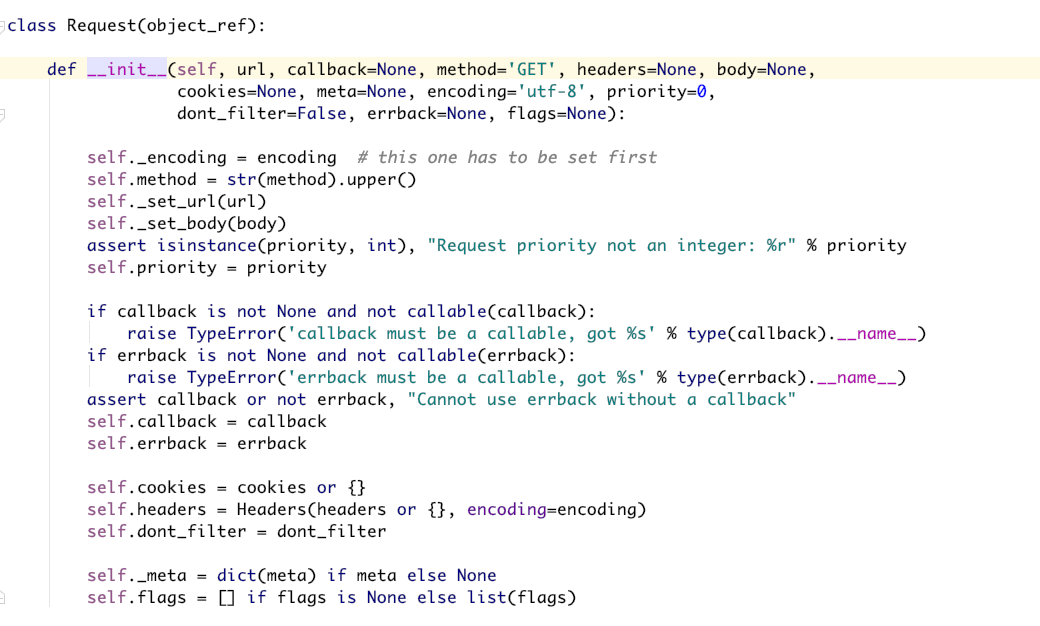 class Request(object_ref):
    def __init__(self, url, callback=None, method='GET', headers=None, body=None,
                 cookies=None, meta=None, encoding='utf-8', priority=0,
                 dont_filter=False, errback=None, flags=None):
        self._encoding = encoding  # this one has to be set first
        self.method = str(method).upper()
        self._set_url(url)
        self._set_body(body)
        assert isinstance(priority, int), "Request priority not an integer: %r" % priority
        self.priority = priority
        if callback is not None and not callable(callback):
            raise TypeError('callback must be a callable, got %s' % type(callback).__name__)
        if errback is not None and not callable(errback):
            raise TypeError('errback must be a callable, got %s' % type(errback).__name__)
        assert callback or not errback, "Cannot use errback without a callback"
        self.callback = callback
        self.errback = errback
        self.cookies = cookies or {}
        self.headers = Headers(headers or {}, encoding=encoding)
        self.dont_filter = dont_filter
        self._meta = dict(meta) if meta else None
        self.flags = [] if flags is None else list(flags)